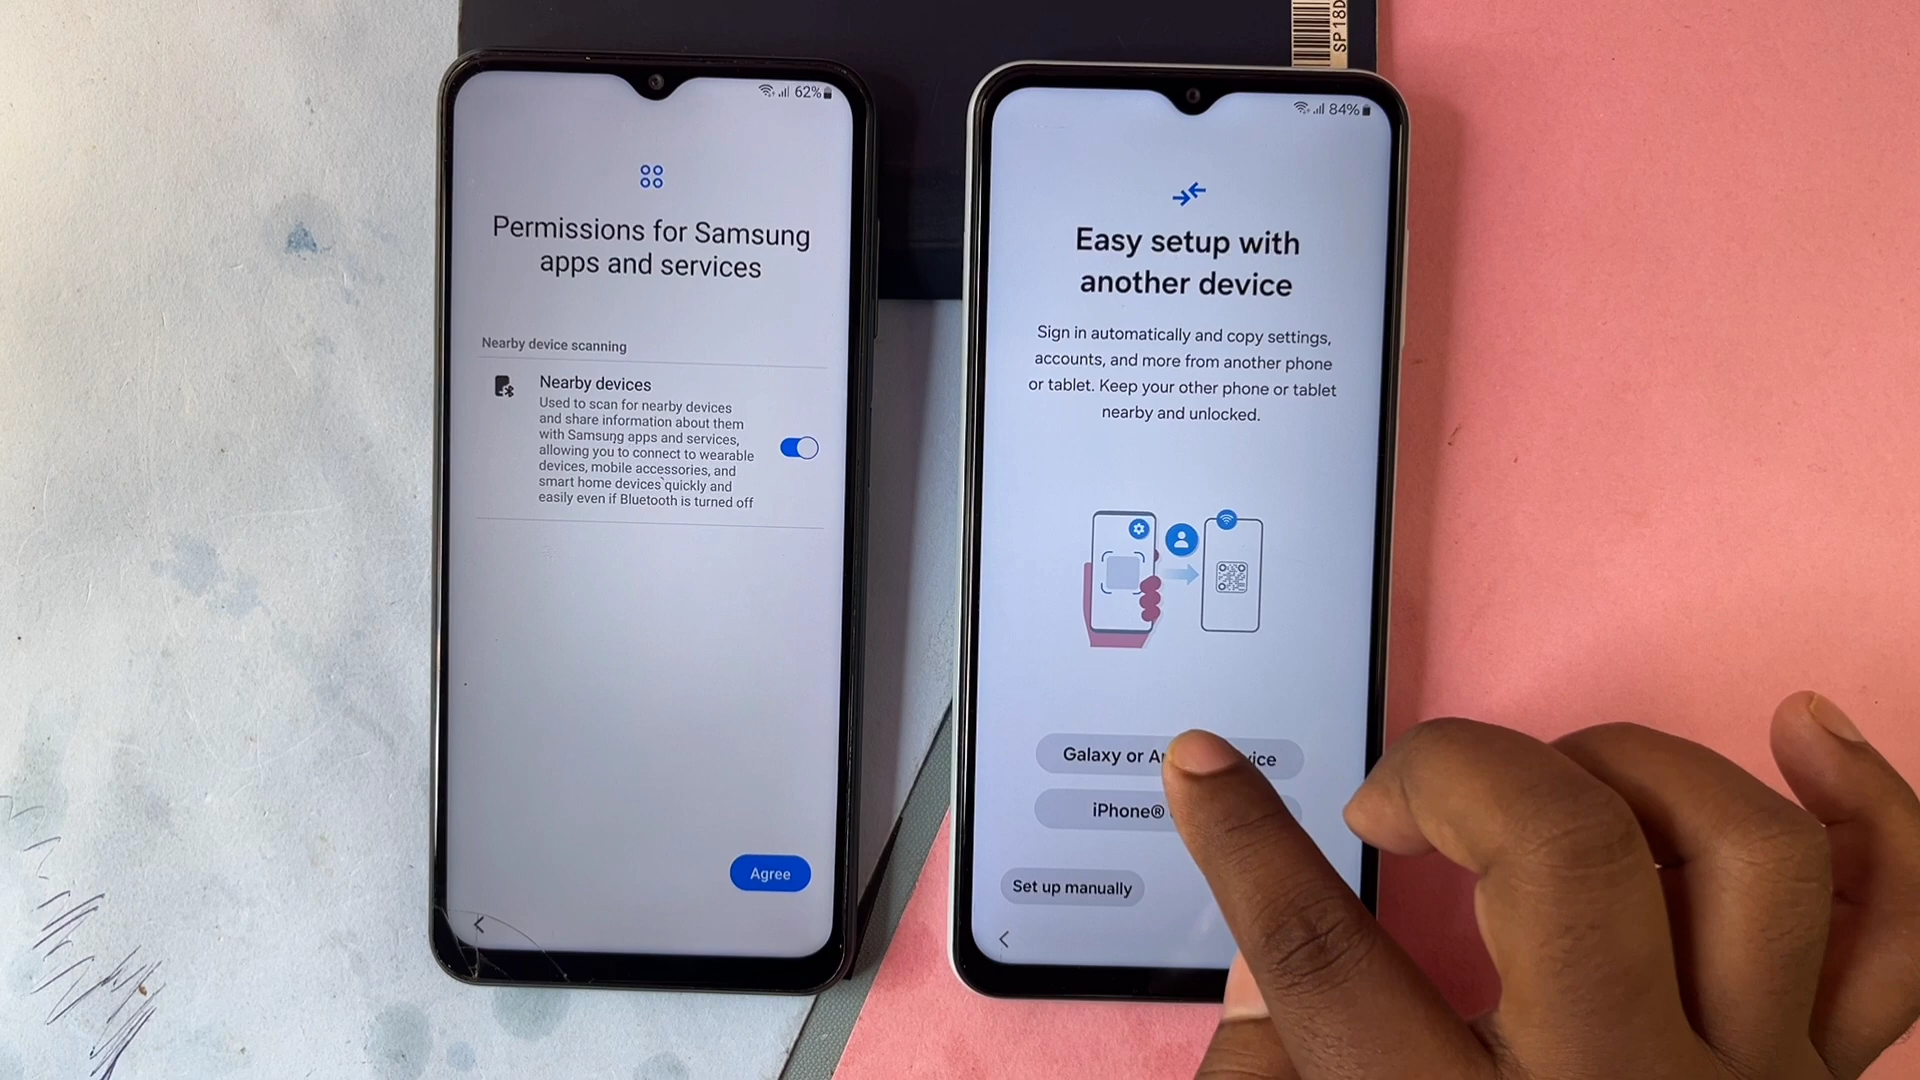 SP 18D
62%
Permissions for Samsung
apps and services
Nearby device scanning
Nearby devices
Used to scan for nearby devices
and share information about them
with Samsung apps and services,
allowing you to connect to wearable
devices, mobile accessories, and
smart home devices quickly and
easily even if Bluetooth is turned off
Agree
84%
Easy setup with
another device
Sign in automatically and copy settings,
accounts, and more from another phone
or tablet. Keep your other phone or tablet
nearby and unlocked.
Galaxy or
iPhone®
Set up manually